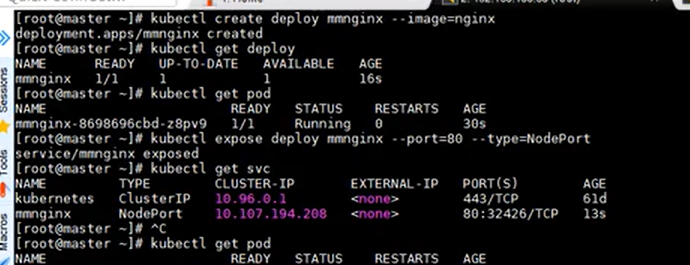 [root@master ~]# kubectl create deploy mmnginx --image=nginx
deployment.apps/mmnginx created
[root@master ~]# kubectl get deploy
NAME READY UP-TO-DATE AVAILABLE AGE
mmnginx 1/1 1 1 16s
[root@master ~]# kubectl get pod
NAME READY STATUS RESTARTS AGE
mmnginx-8698696cbd-z8pv9 1/1 Running 0 30s
[root@master ~]# kubectl expose deploy mmnginx --port=80 --type=NodePort
service/mmnginx exposed
[root@master ~]# kubectl get svc
NAME TYPE CLUSTER-IP EXTERNAL-IP PORT(S) AGE
kubernetes ClusterIP 10.96.0.1 <none> 443/TCP 61d
mmnginx NodePort 10.107.194.208 <none> 80:32426/TCP 13s
[root@master ~]# ^C
[root@master ~]# kubectl get pod
NAME READY STATUS RESTARTS AGE
Sessions
Tools
Macros